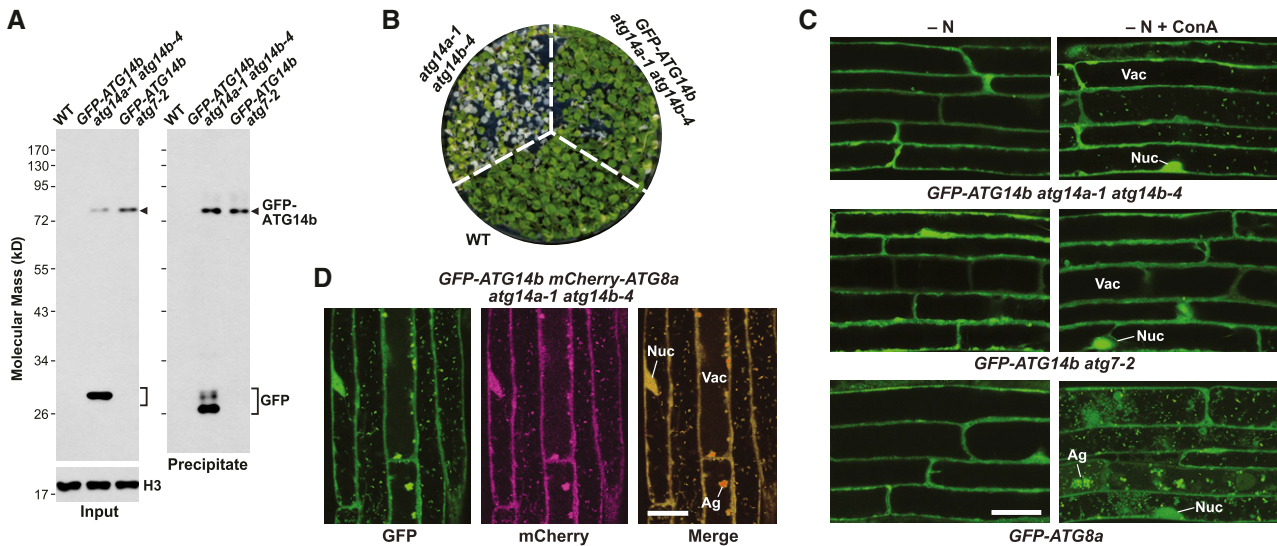 A
WT
GFP-ATG14b
atg14a-1 atg14b-4
GFP-ATG14b
atg7-2
WT
GFP-ATG14b
atg14a-1 atg14b-4
GFP-ATG14b
atg7-2
Molecular Mass (kD)
170
130
95
72
55
43
34
26
17
GFP-
ATG14b
GFP
Precipitate
H3
Input
B
atg14a-1
atg14b-4
GFP-ATG14b
atg14a-1 atg14b-4
WT
C
– N
– N + ConA
Vac
Nuc
GFP-ATG14b atg14a-1 atg14b-4
Vac
Nuc
GFP-ATG14b atg7-2
Ag
Nuc
GFP-ATG8a
D
GFP-ATG14b mCherry-ATG8a
atg14a-1 atg14b-4
Nuc
Vac
Ag
GFP
mCherry
Merge